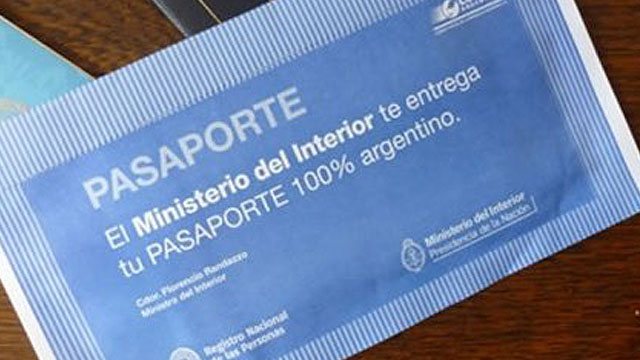 PASAPORTE
El Ministerio del Interior te entrega
tu PASAPORTE 100% argentino.
Cdor. Florencio Randazzo
Ministro del Interior
Ministerio del Interior
Presidencia de la Nación
Registro Nacional
de las Personas